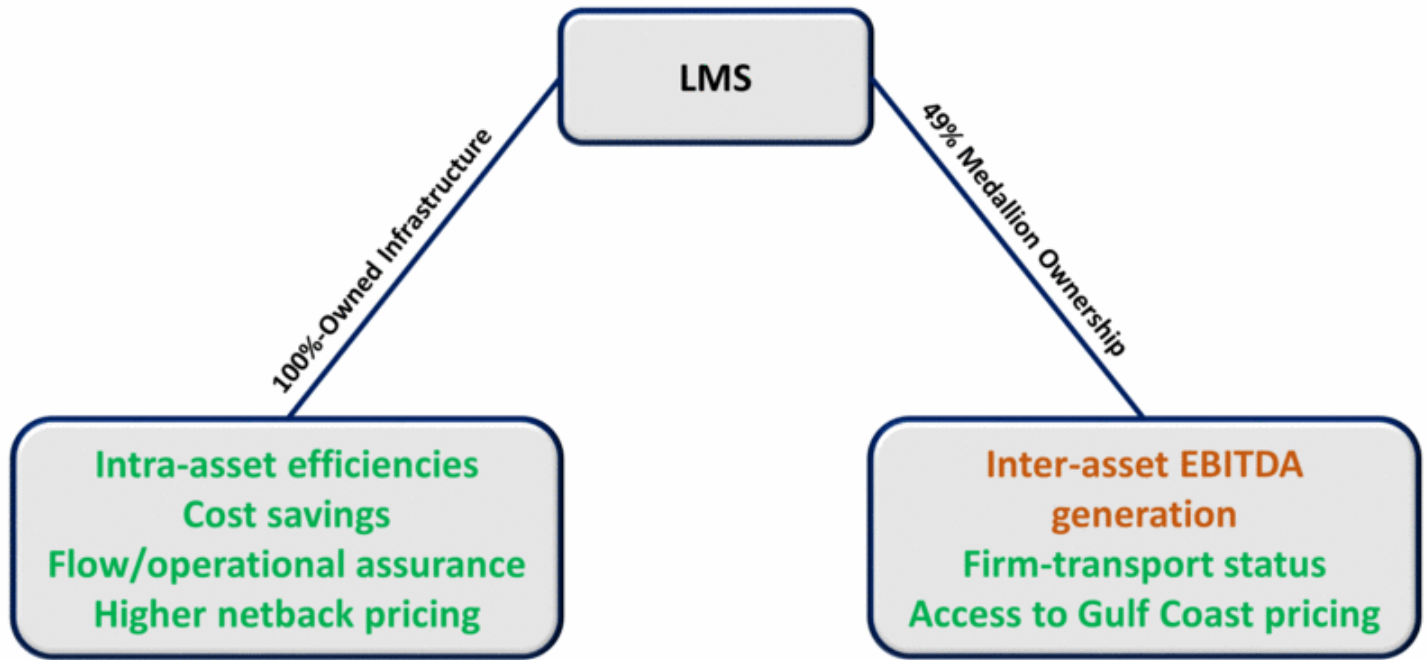 LMS
100%-Owned Infrastructure
49% Medallion Ownership
Intra-asset efficiencies
Cost savings
Flow/operational assurance
Higher netback pricing
Inter-asset EBITDA
generation
Firm-transport status
Access to Gulf Coast pricing